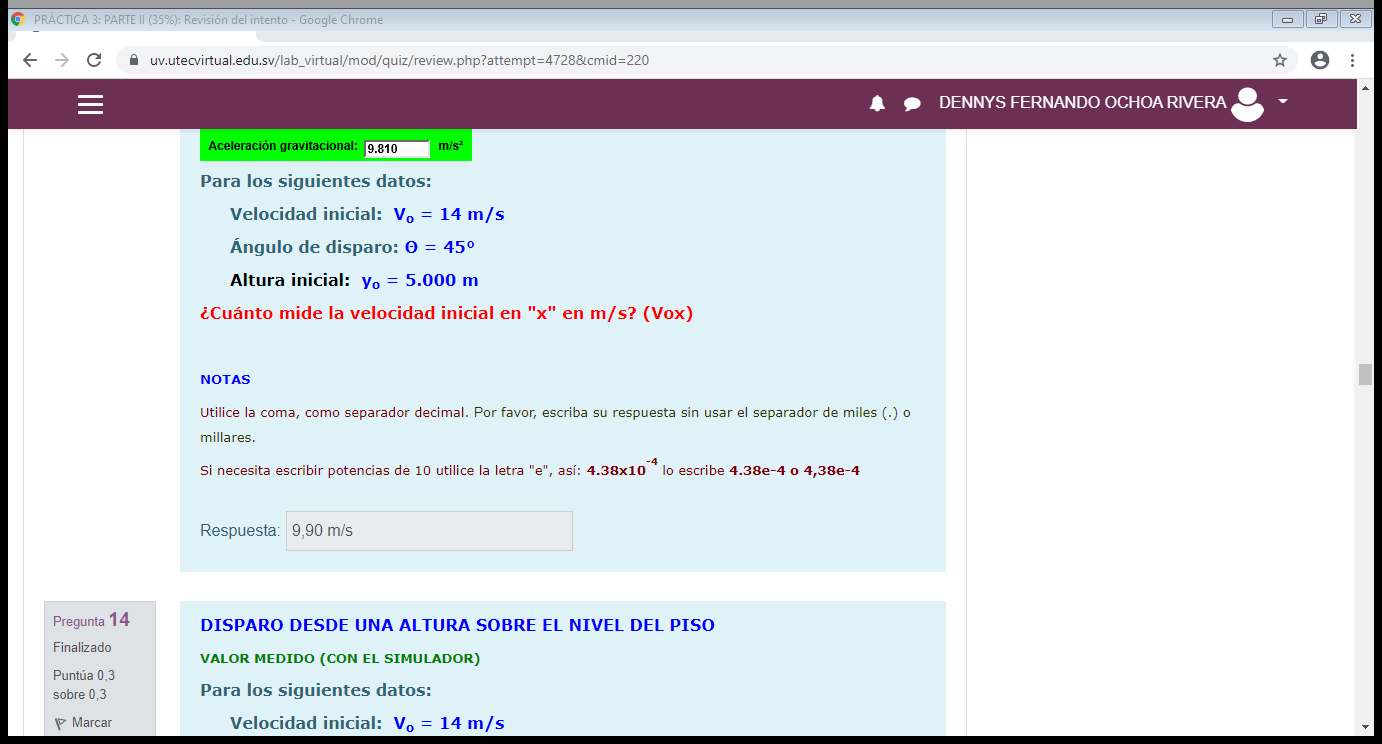 PRÁCTICA 3: PARTE II (35%): Revisión del intento - Google Chrome
uv.utecvirtual.edu.sv/lab_virtual/mod/quiz/review.php?attempt=4728&cmid=220
DENNYS FERNANDO OCHOA RIVERA
Aceleración gravitacional: 9.810 m/s²
Para los siguientes datos:
Velocidad inicial: Vo = 14 m/s
Ángulo de disparo: Θ = 45º
Altura inicial: yo = 5.000 m
¿Cuánto mide la velocidad inicial en "x" en m/s? (Vox)
NOTAS
Utilice la coma, como separador decimal. Por favor, escriba su respuesta sin usar el separador de miles (.) o
millares.
Si necesita escribir potencias de 10 utilice la letra "e", así: 4.38x10-4 lo escribe 4.38e-4 o 4,38e-4
Respuesta: 9,90 m/s
Pregunta 14
Finalizado
Puntúa 0,3
sobre 0,3
Marcar
DISPARO DESDE UNA ALTURA SOBRE EL NIVEL DEL PISO
VALOR MEDIDO (CON EL SIMULADOR)
Para los siguientes datos:
Velocidad inicial: Vo = 14 m/s